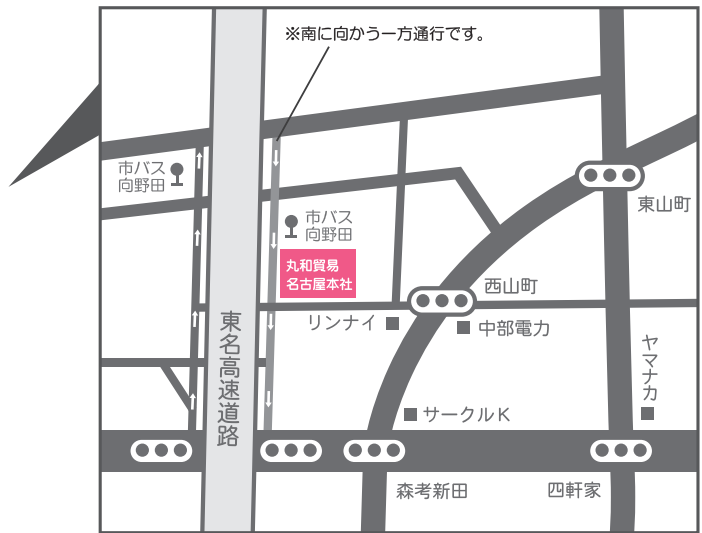 ※南に向かう一方通行です。
市バス
向野田
東山町
市バス
向野田
丸和貿易
名古屋本社
西山町
リンナイ
中部電力
東名高速道路
ヤマナカ
サークルK
森孝新田
四軒家